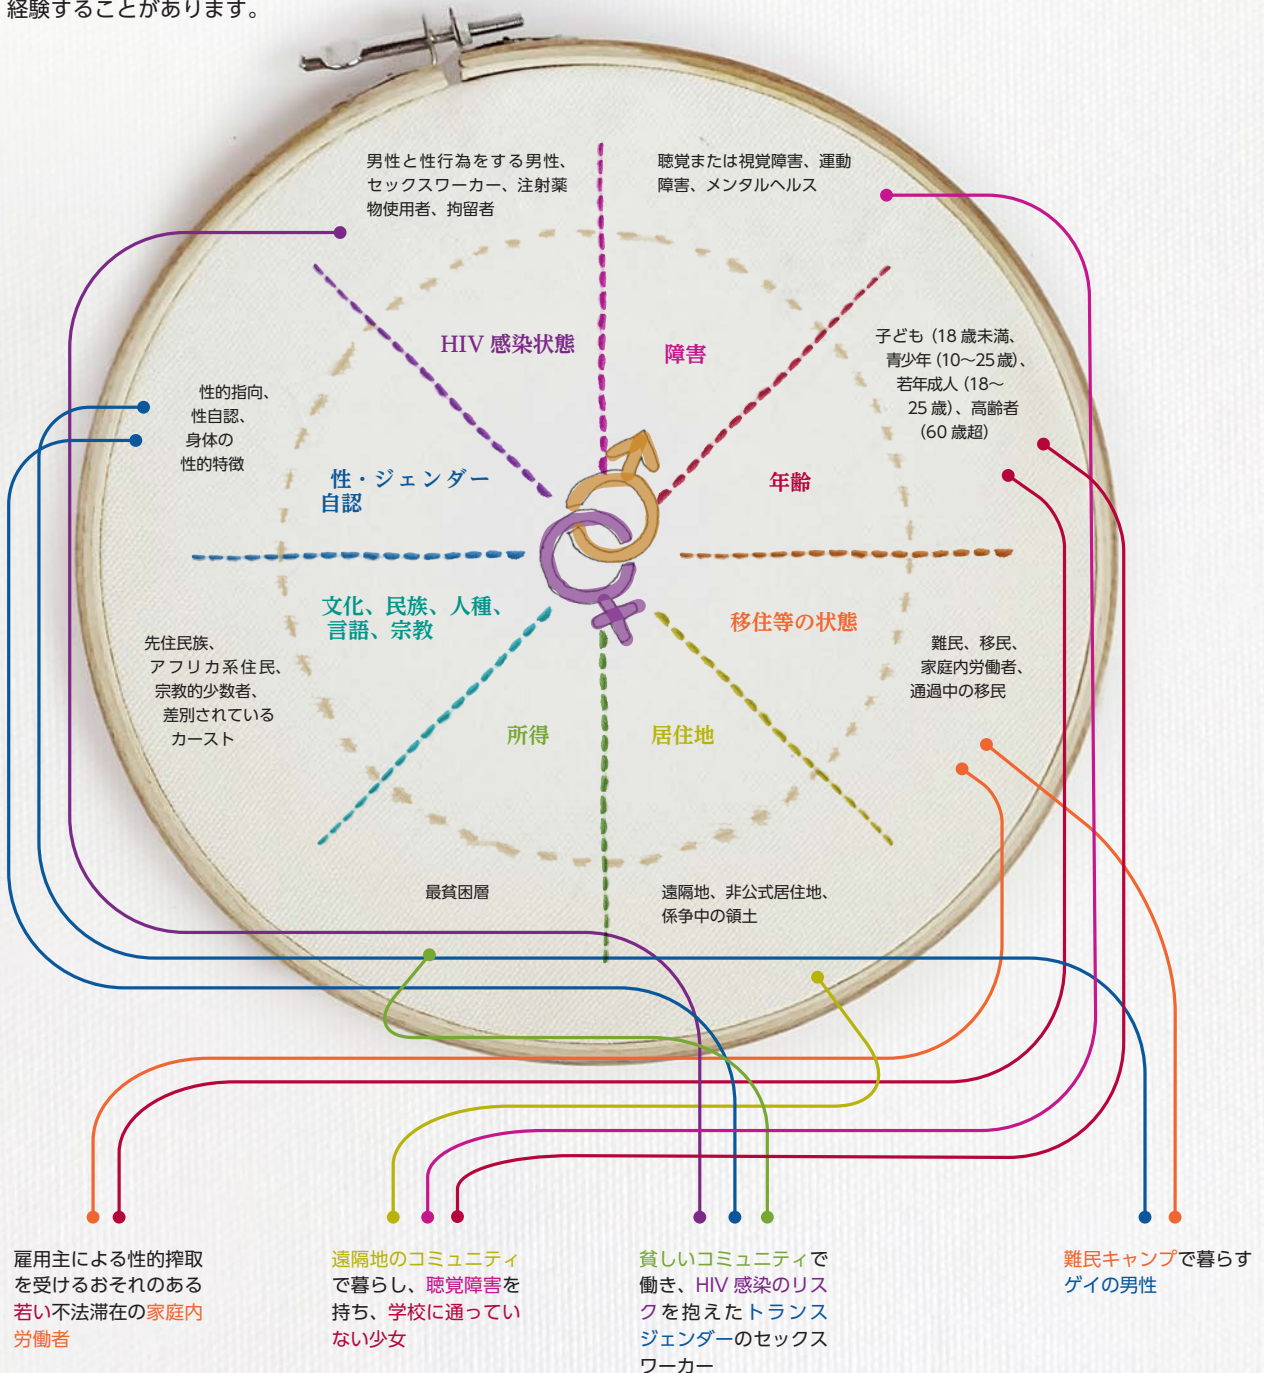 経験することがあります。
男性と性行為をする男性、
セックスワーカー、注射薬
物使用者、拘留者
聴覚または視覚障害、運動
障害、メンタルヘルス
HIV 感染状態
障害
子ども (18 歳未満、
青少年 (10〜25 歳)、
若年成人 (18〜
25 歳) 、高齢者
(60 歳超)
性的指向、
性自認、
身体の
性的特徴
性・ジェンダー
自認
年齢
文化、民族、人種、
言語、宗教
移住等の状態
先住民族、
アフリカ系住民、
宗教的少数者、
差別されている
カースト
難民、移民、
家庭内労働者、
通過中の移民
所得
居住地
最貧困層
遠隔地、非公式居住地、
係争中の領土
雇用主による性的搾取
を受けるおそれのある
若い不法滞在の家庭内
労働者
遠隔地のコミュニティ
で暮らし、聴覚障害を
持ち、学校に通ってい
ない少女
貧しいコミュニティで
働き、HIV 感染のリス
クを抱えたトランス
ジェンダーのセックス
ワーカー
難民キャンプで暮らす
ゲイの男性